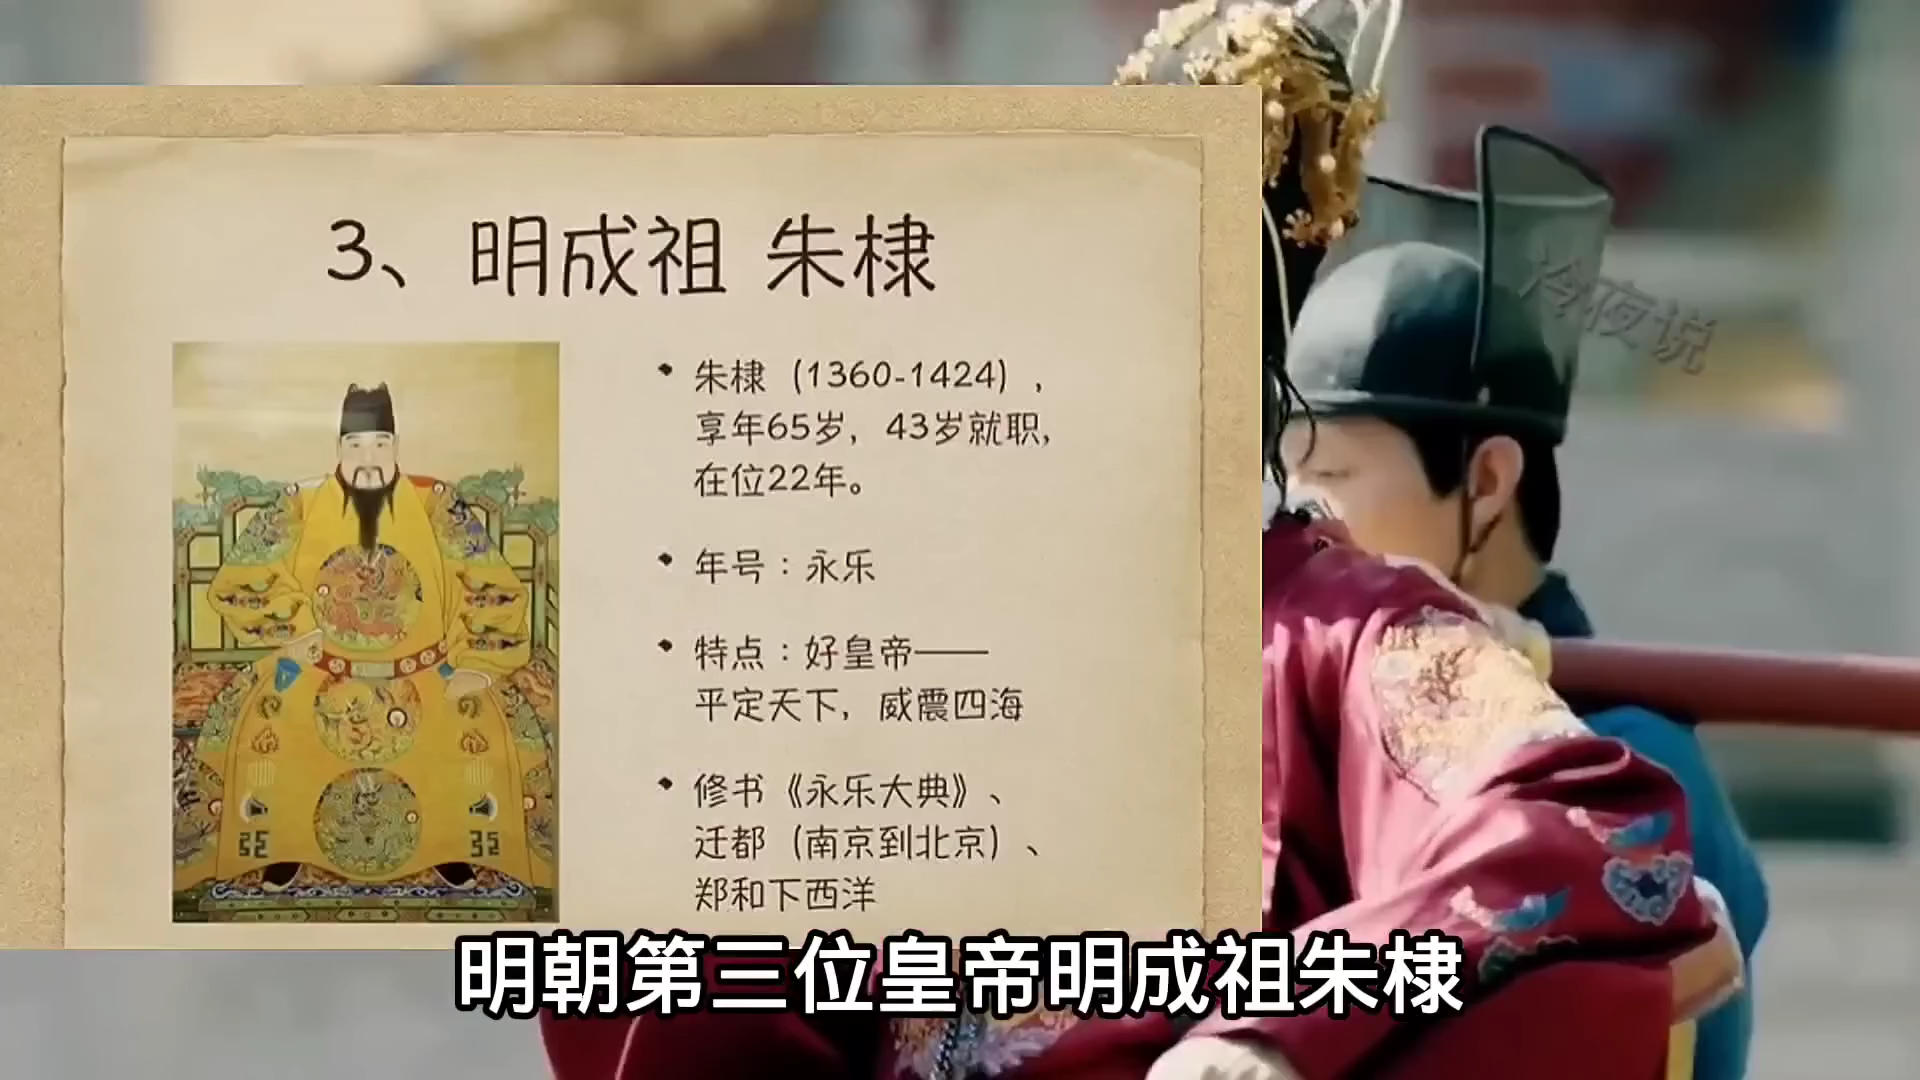 3、明成祖 朱棣
• 朱棣（1360-1424），
享年65岁，43岁就职，
在位22年。
• 年号：永乐
• 特点：好皇帝——
平定天下，威震四海
• 修书《永乐大典》、
迁都（南京到北京）、
郑和下西洋
冷夜说
明朝第三位皇帝明成祖朱棣